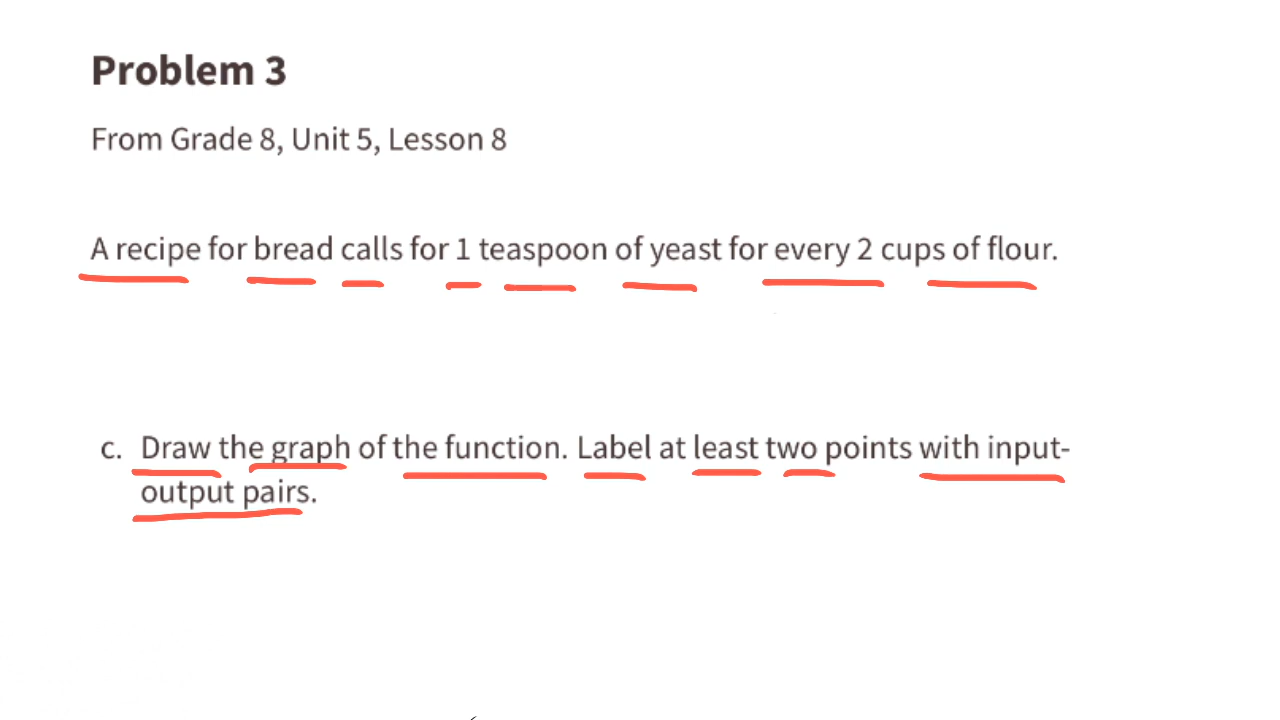 Problem 3
From Grade 8, Unit 5, Lesson 8
A recipe for bread calls for 1 teaspoon of yeast for every 2 cups of flour.
c. Draw the graph of the function. Label at least two points with input-
output pairs.